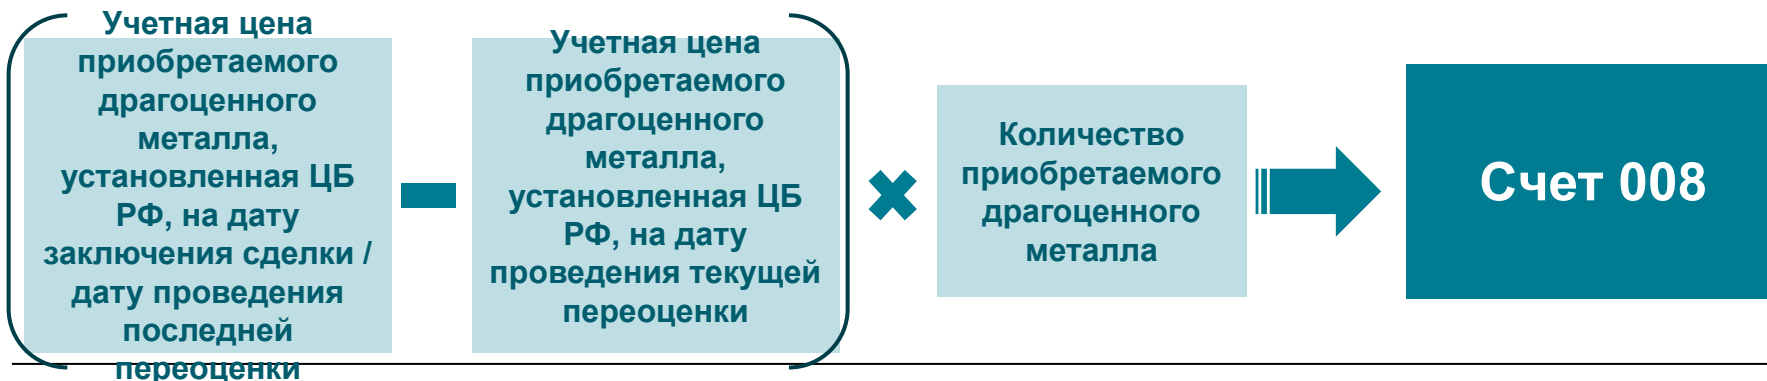 Учетная цена
приобретаемого
драгоценного
металла,
установленная ЦБ
РФ, на дату
заключения сделки /
дату проведения
последней
переоценки
Учетная цена
приобретаемого
драгоценного
металла,
установленная ЦБ
РФ, на дату
проведения текущей
переоценки
Количество
приобретаемого
драгоценного
металла
Счет 008